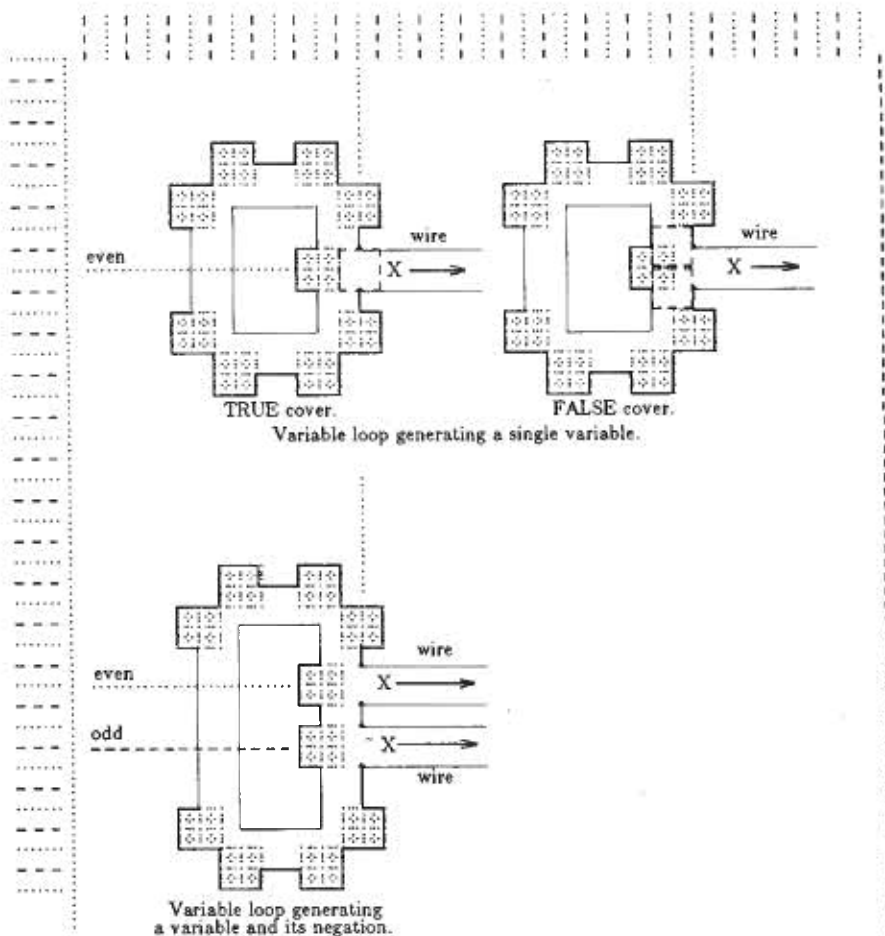 wire
wire
even
X
X
TRUE cover.
FALSE cover.
Variable loop generating a single variable.
wire
even
X
odd
~ X
wire
Variable loop generating
a variable and its negation.